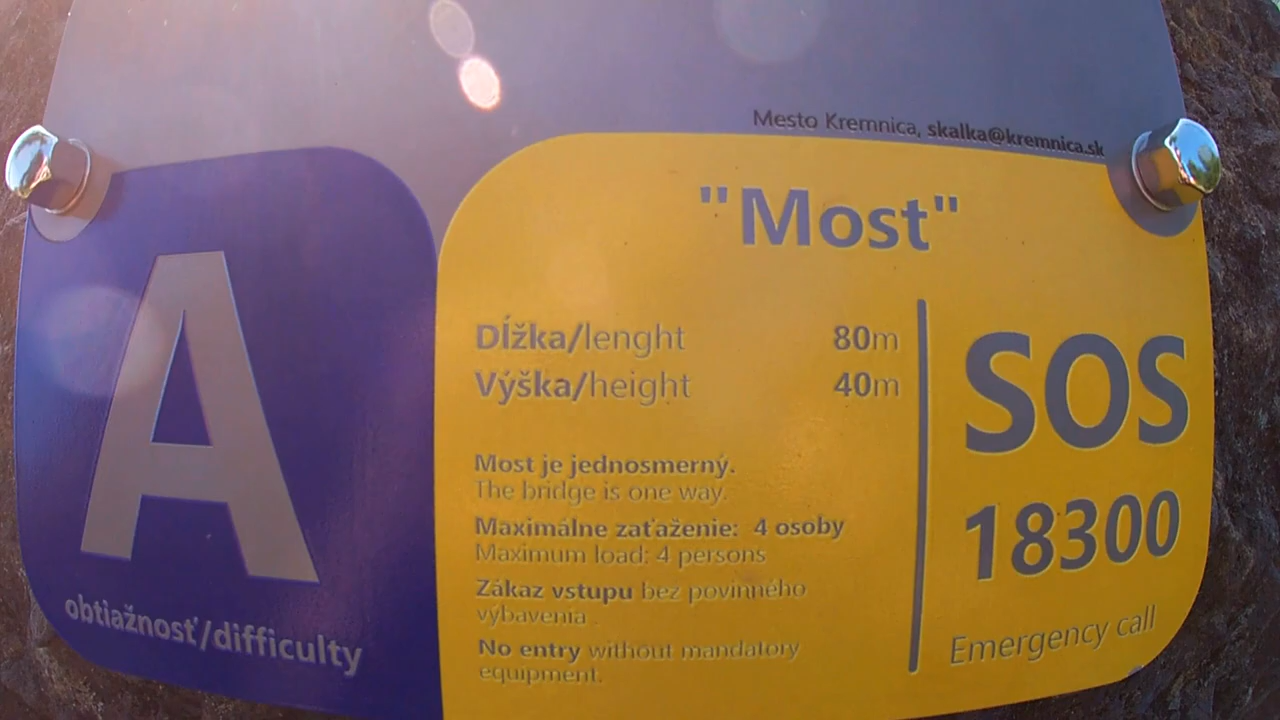 Mesto Kremnica, skalka@kremnica.sk
"Most"
A
obtiažnosť/difficulty
Dĺžka/lenght 80m
Výška/height 40m
Most je jednosmerný.
The bridge is one way.
Maximálne zaťaženie: 4 osoby
Maximum load: 4 persons
Zákaz vstupu bez povinného
výbavenia
No entry without mandatory
equipment.
SOS
18300
Emergency call